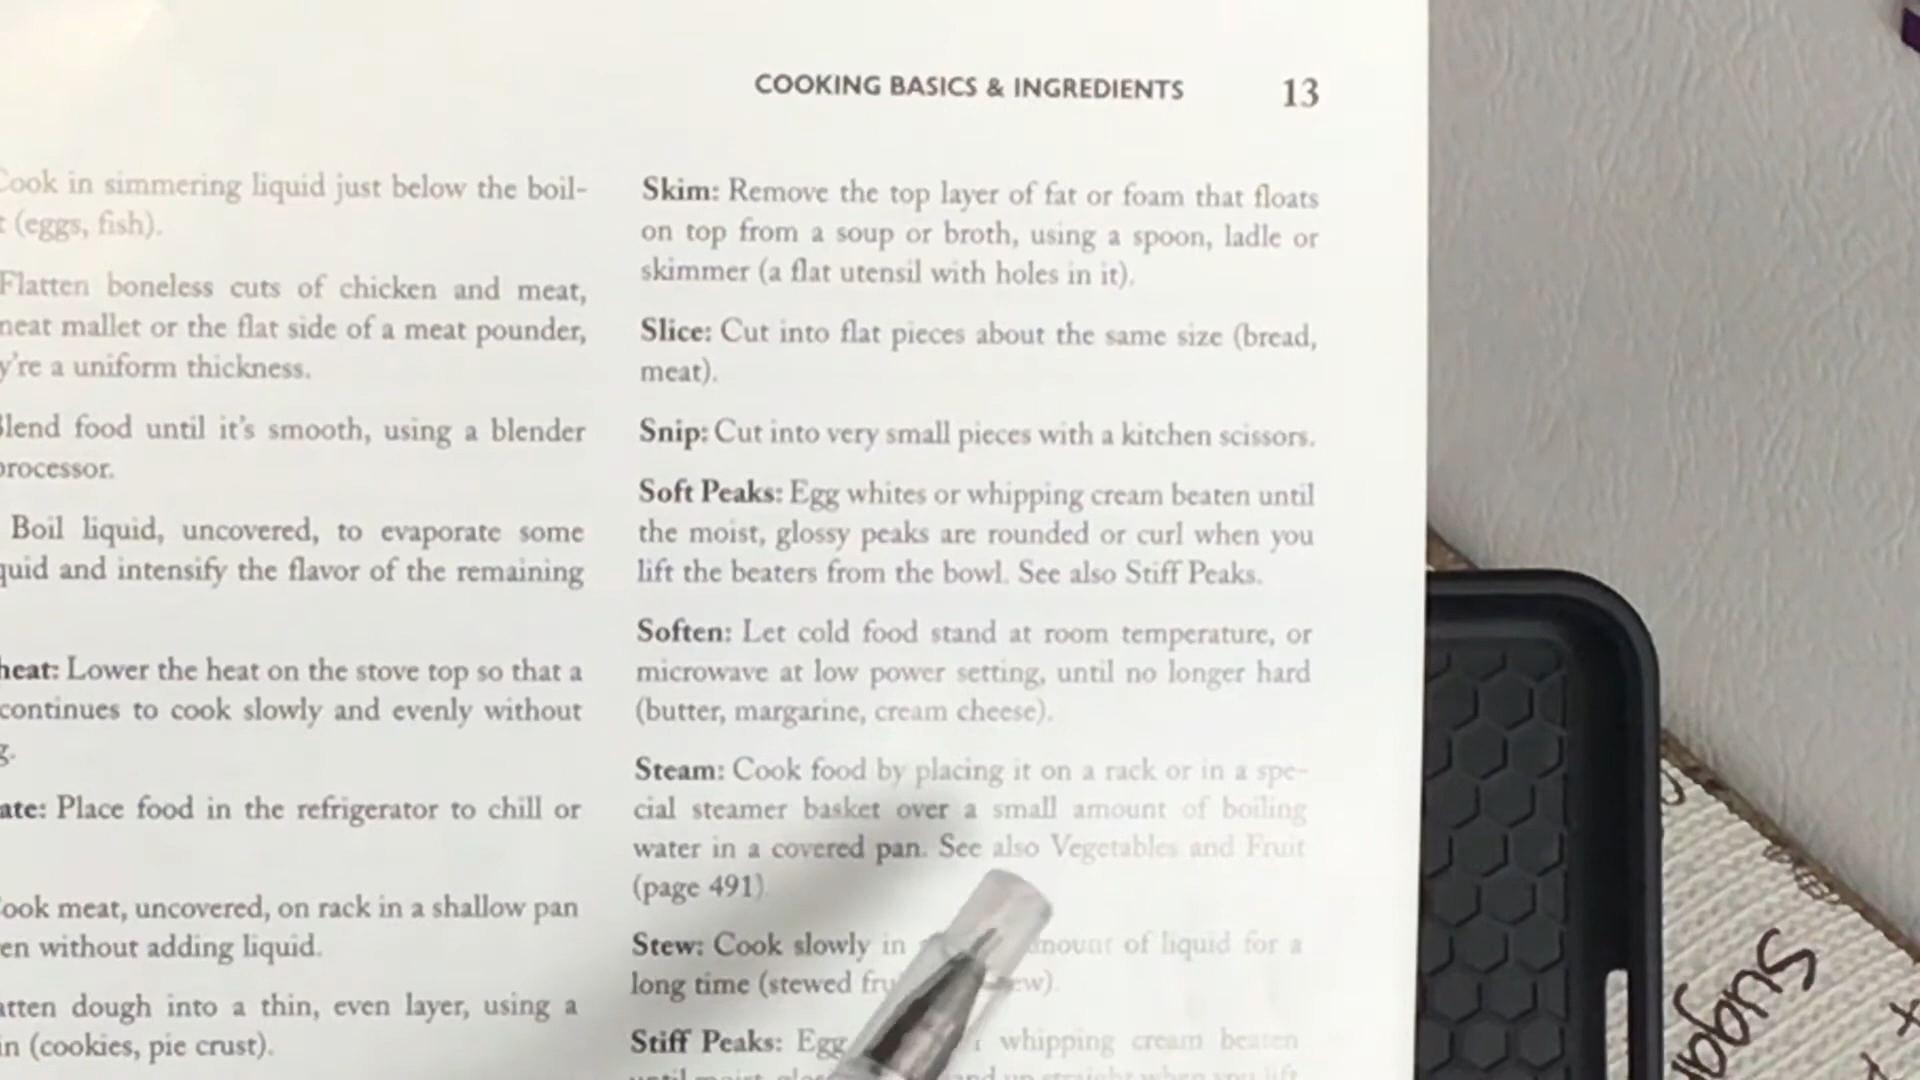 COOKING BASICS & INGREDIENTS 13
Cook in simmering liquid just below the boil-
(eggs, fish).
Flatten boneless cuts of chicken and meat,
meat mallet or the flat side of a meat pounder,
y're a uniform thickness.
Blend food until it's smooth, using a blender
processor.
Boil liquid, uncovered, to evaporate some
quid and intensify the flavor of the remaining
heat: Lower the heat on the stove top so that a
continues to cook slowly and evenly without
g.
ate: Place food in the refrigerator to chill or
ook meat, uncovered, on rack in a shallow pan
en without adding liquid.
atten dough into a thin, even layer, using a
in (cookies, pie crust).
Skim: Remove the top layer of fat or foam that floats
on top from a soup or broth, using a spoon, ladle or
skimmer (a flat utensil with holes in it).
Slice: Cut into flat pieces about the same size (bread,
meat).
Snip: Cut into very small pieces with a kitchen scissors.
Soft Peaks: Egg whites or whipping cream beaten until
the moist, glossy peaks are rounded or curl when you
lift the beaters from the bowl. See also Stiff Peaks.
Soften: Let cold food stand at room temperature, or
microwave at low power setting, until no longer hard
(butter, margarine, cream cheese).
Steam: Cook food by placing it on a rack or in a spe-
cial steamer basket over a small amount of boiling
water in a covered pan. See also Vegetables and Fruit
(page 491).
Stew: Cook slowly in amount of liquid for a
long time (stewed
Stiff Peaks: Egg whipping cream beaten
until moist, and up straight when you lift
Sugar